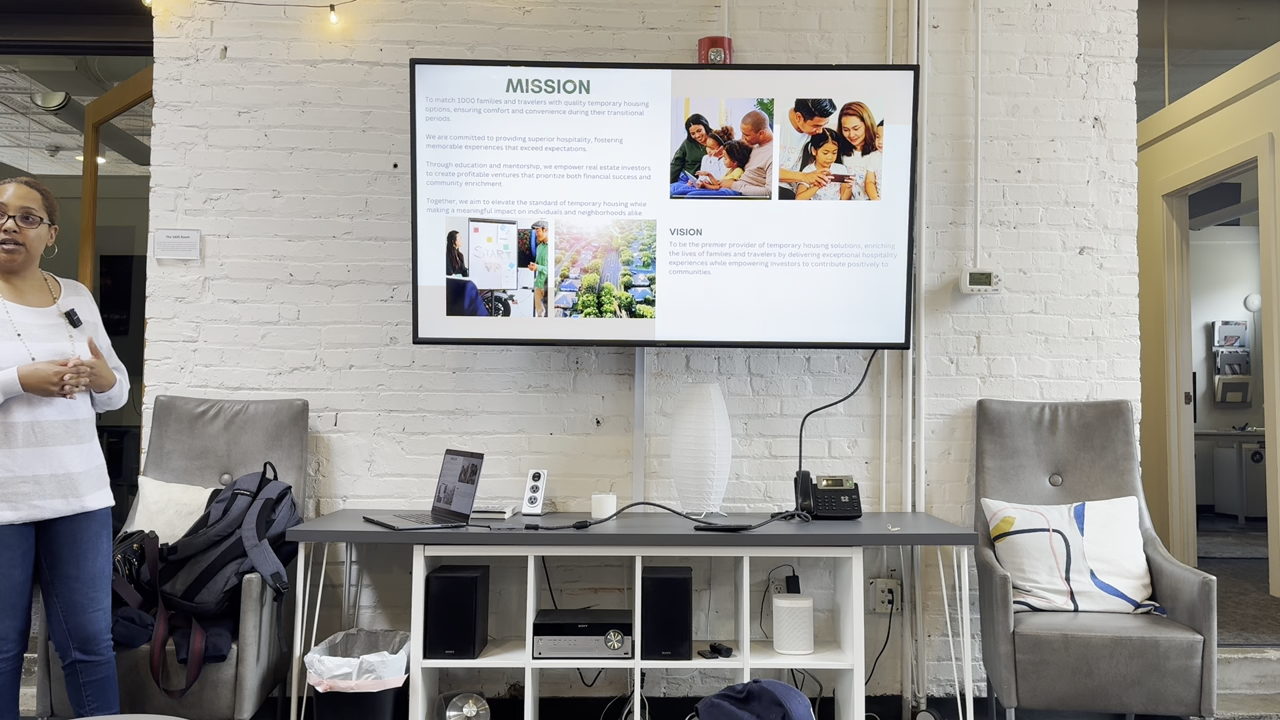 MISSION
To match 1000 families and travelers with quality temporary housing
options, ensuring comfort and convenience during their transitional
periods.
We are committed to providing superior hospitality, fostering
memorable experiences that exceed expectations.
Through education and mentorship, we empower real estate investors
to create profitable ventures that prioritize both financial success and
community enrichment.
Together, we aim to elevate the standard of temporary housing while
making a meaningful impact on individuals and neighborhoods alike
START
VISION
To be the premier provider of temporary housing solutions, enriching
the lives of families and travelers by delivering exceptional hospitality
experiences while empowering investors to contribute positively to
communities
SONY
SONY
SONY